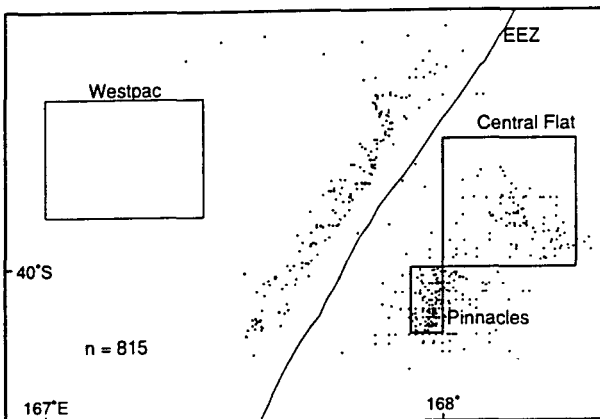 EEZ
Westpac
Central Flat
40°S
Pinnacles
n = 815
167°E
168°